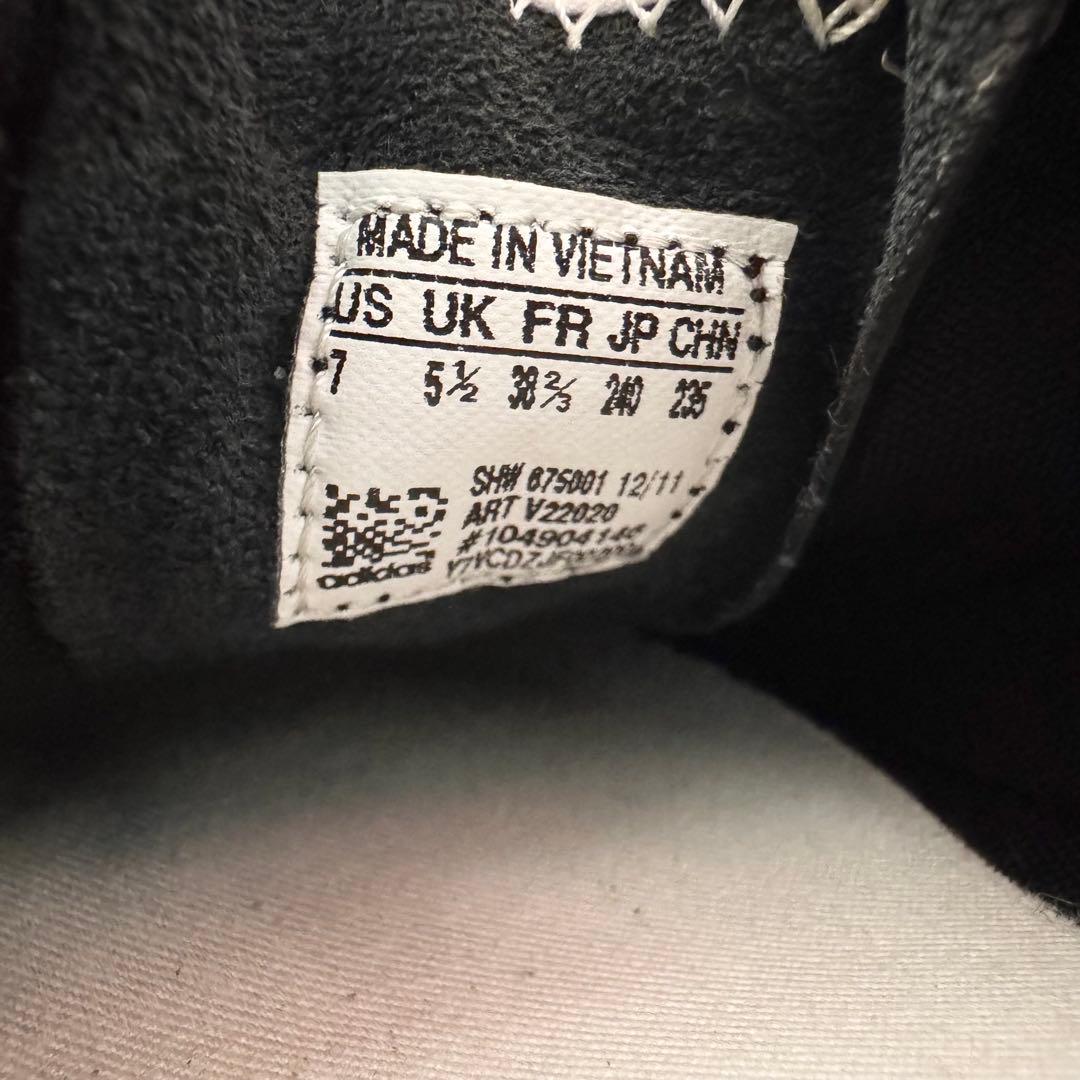 MADE IN VIETNAM
US UK FR JP CHN
7 5½ 38⅔ 240 235
SHW 675001 12/11
ART V22020
adidas